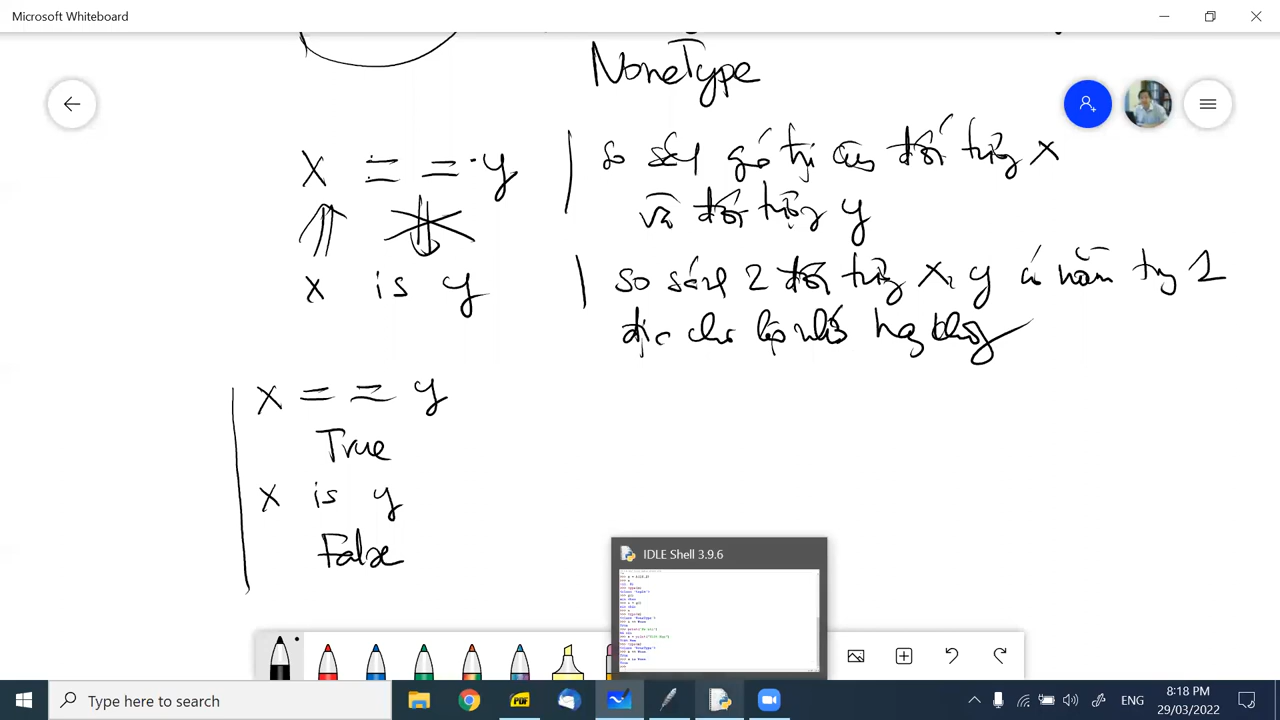 Microsoft Whiteboard
NoneType
x == y
so sánh giá trị của đối tượng x
và đối tượng y
x is y
so sánh 2 đối tượng x, y có nằm trg 1
địa chỉ bộ nhớ hay không
x == y
True
x is y
False
IDLE Shell 3.9.6
Type here to search
PDF
ENG
8:18 PM
29/03/2022